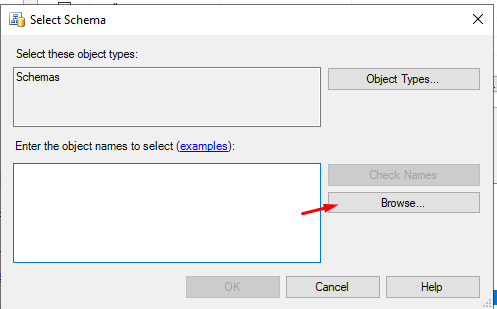 Select Schema
Select these object types:
Schemas
Object Types...
Enter the object names to select (examples):
Check Names
Browse...
OK
Cancel
Help